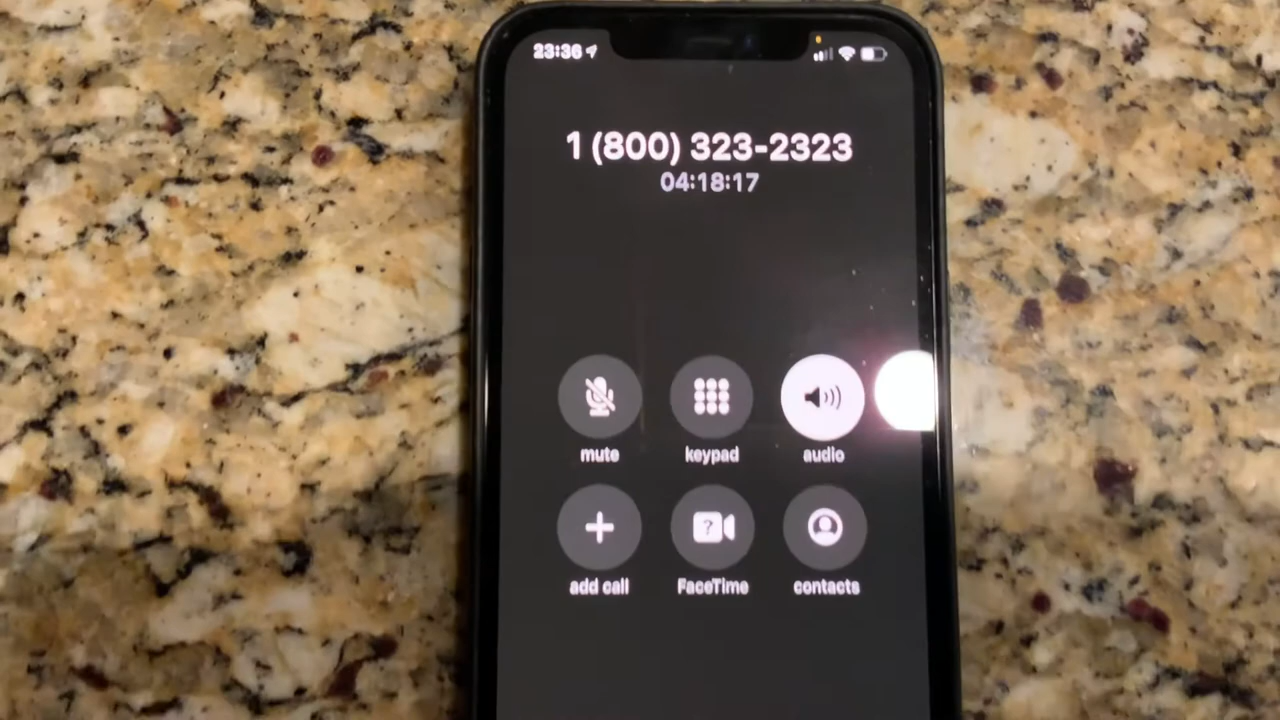 23:36
1 (800) 323-2323
04:18:17
mute keypad audio
add call FaceTime contacts